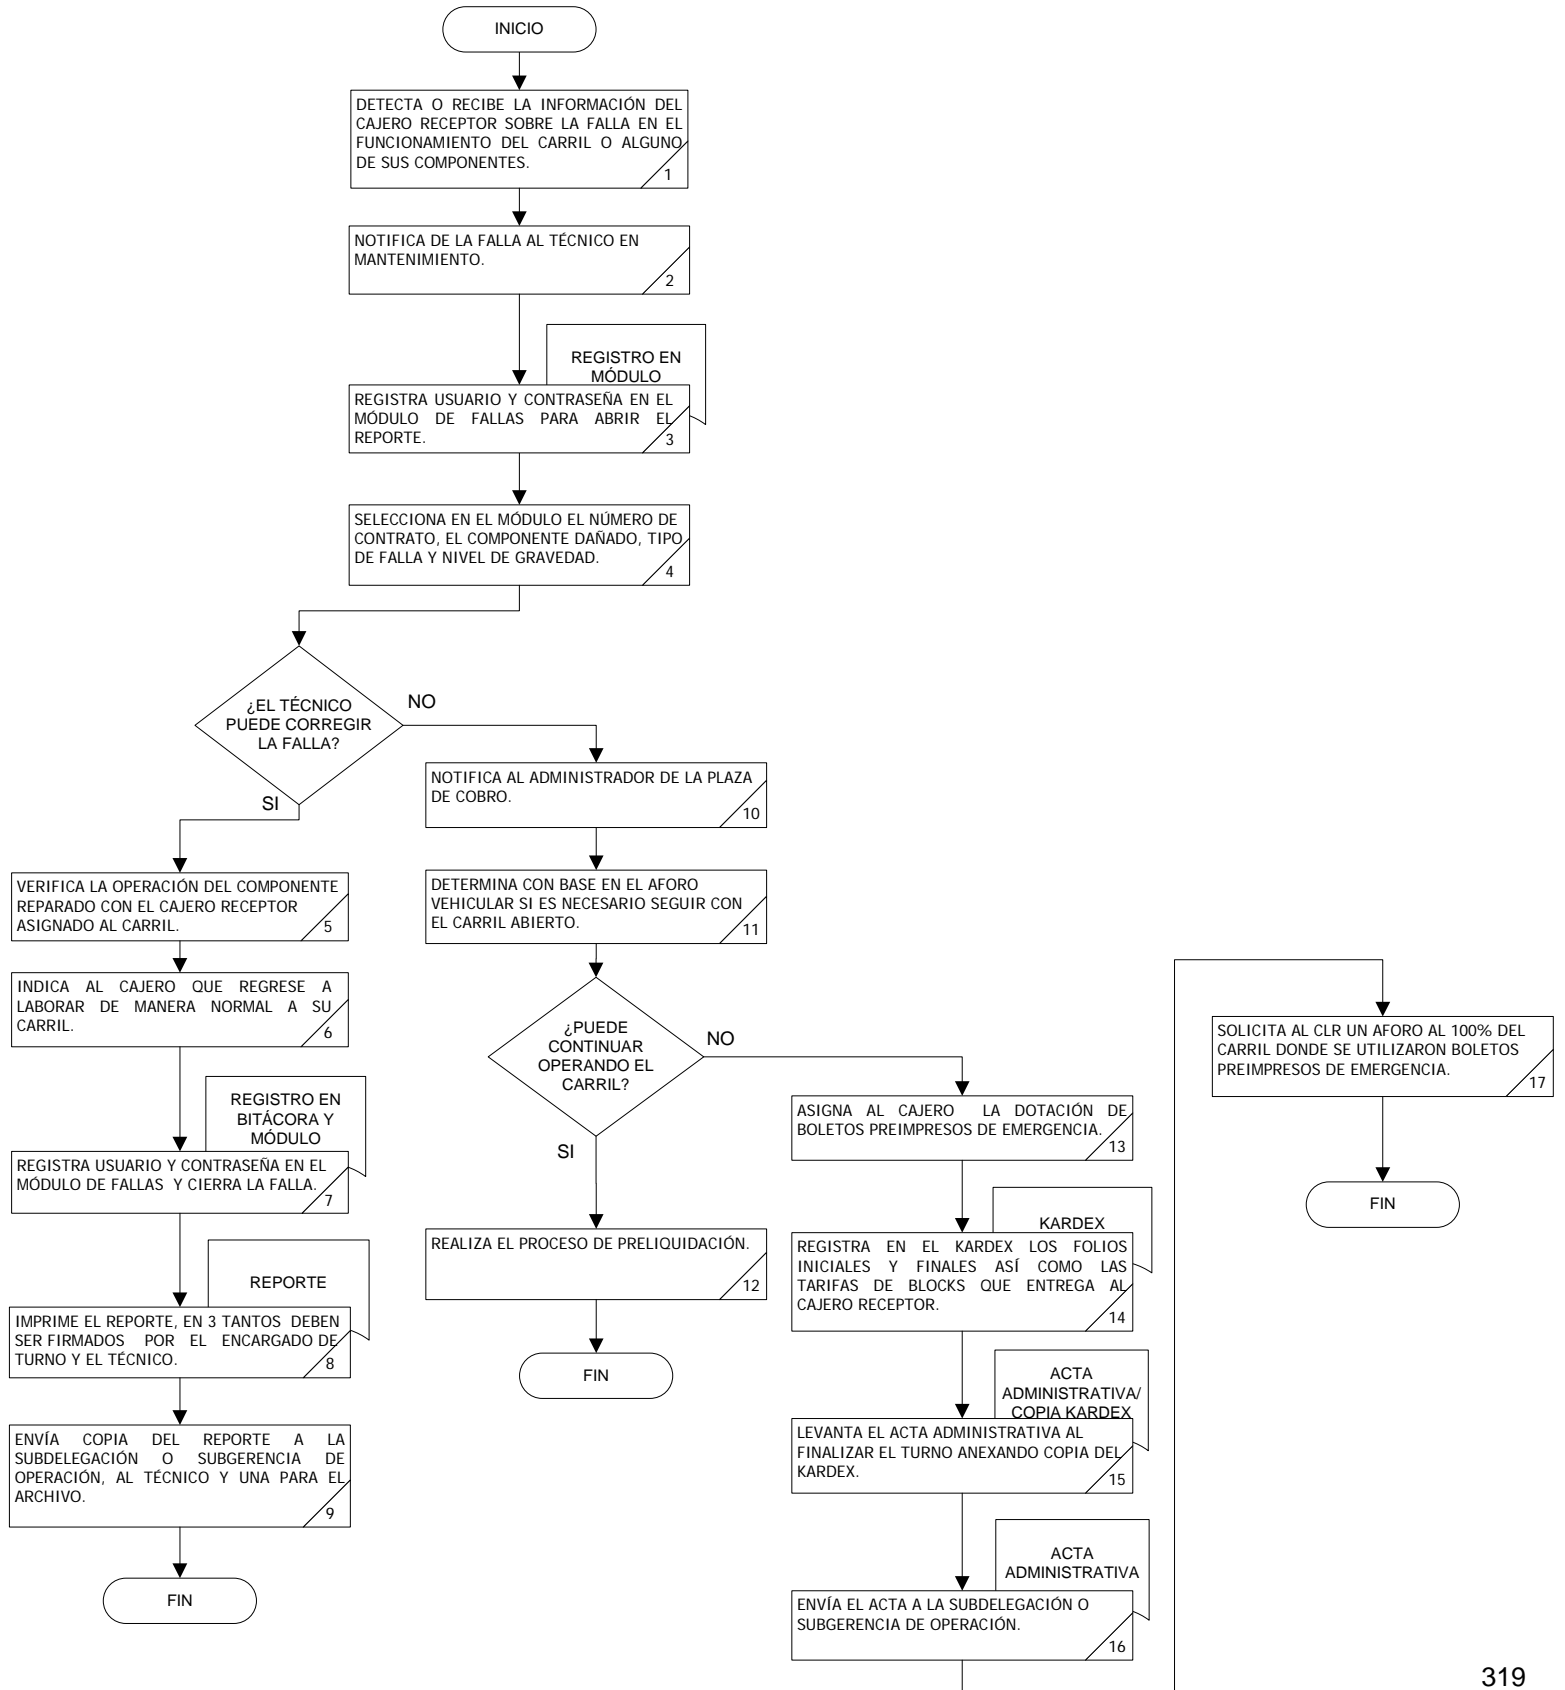 INICIO
DETECTA O RECIBE LA INFORMACIÓN DEL
CAJERO RECEPTOR SOBRE LA FALLA EN EL
FUNCIONAMIENTO DEL CARRIL O ALGUNO
DE SUS COMPONENTES.
1
NOTIFICA DE LA FALLA AL TÉCNICO EN
MANTENIMIENTO.
2
REGISTRO EN
MÓDULO
REGISTRA USUARIO Y CONTRASEÑA EN EL
MÓDULO DE FALLAS PARA ABRIR EL
REPORTE.
3
SELECCIONA EN EL MÓDULO EL NÚMERO DE
CONTRATO, EL COMPONENTE DAÑADO, TIPO
DE FALLA Y NIVEL DE GRAVEDAD.
4
¿EL TÉCNICO
PUEDE CORREGIR
LA FALLA?
NO
SI
VERIFICA LA OPERACIÓN DEL COMPONENTE
REPARADO CON EL CAJERO RECEPTOR
ASIGNADO AL CARRIL.
5
INDICA AL CAJERO QUE REGRESE A
LABORAR DE MANERA NORMAL A SU
CARRIL.
6
REGISTRO EN
BITÁCORA Y
MÓDULO
REGISTRA USUARIO Y CONTRASEÑA EN EL
MÓDULO DE FALLAS Y CIERRA LA FALLA.
7
REPORTE
IMPRIME EL REPORTE, EN 3 TANTOS DEBEN
SER FIRMADOS POR EL ENCARGADO DE
TURNO Y EL TÉCNICO.
8
ENVÍA COPIA DEL REPORTE A LA
SUBDELEGACIÓN O SUBGERENCIA DE
OPERACIÓN, AL TÉCNICO Y UNA PARA EL
ARCHIVO.
9
FIN
NOTIFICA AL ADMINISTRADOR DE LA PLAZA
DE COBRO.
10
DETERMINA CON BASE EN EL AFORO
VEHICULAR SI ES NECESARIO SEGUIR CON
EL CARRIL ABIERTO.
11
¿PUEDE
CONTINUAR
OPERANDO EL
CARRIL?
NO
SI
REALIZA EL PROCESO DE PRELIQUIDACIÓN.
12
FIN
ASIGNA AL CAJERO LA DOTACIÓN DE
BOLETOS PREIMPRESOS DE EMERGENCIA.
13
KARDEX
REGISTRA EN EL KARDEX LOS FOLIOS
INICIALES Y FINALES ASÍ COMO LAS
TARIFAS DE BLOCKS QUE ENTREGA AL
CAJERO RECEPTOR.
14
ACTA
ADMINISTRATIVA/
COPIA KARDEX
LEVANTA EL ACTA ADMINISTRATIVA AL
FINALIZAR EL TURNO ANEXANDO COPIA DEL
KARDEX.
15
ACTA
ADMINISTRATIVA
ENVÍA EL ACTA A LA SUBDELEGACIÓN O
SUBGERENCIA DE OPERACIÓN.
16
SOLICITA AL CLR UN AFORO AL 100% DEL
CARRIL DONDE SE UTILIZARON BOLETOS
PREIMPRESOS DE EMERGENCIA.
17
FIN
319